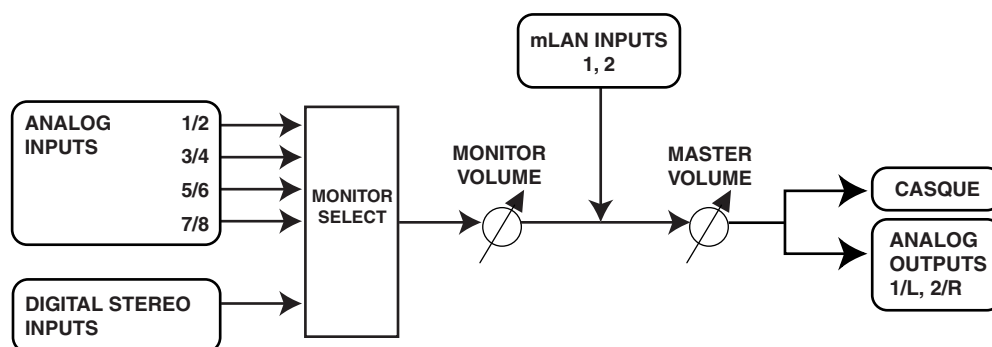 mLAN INPUTS
1, 2
ANALOG
INPUTS
1/2
3/4
5/6
7/8
MONITOR
SELECT
MONITOR
VOLUME
MASTER
VOLUME
CASQUE
ANALOG
OUTPUTS
1/L, 2/R
DIGITAL STEREO
INPUTS